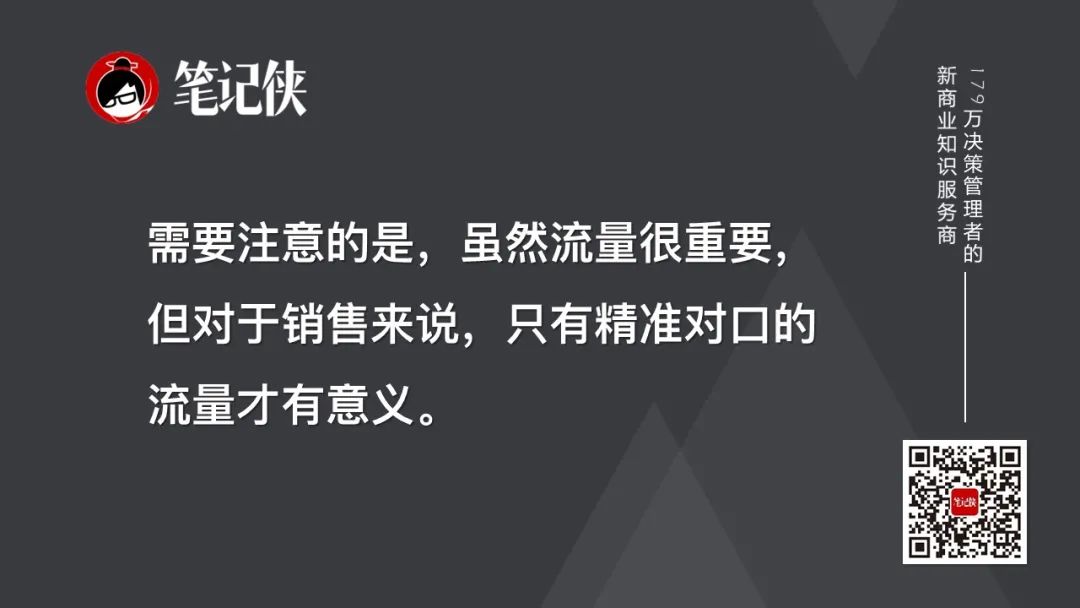 笔记侠
179万决策管理者的
新商业知识服务商
需要注意的是，虽然流量很重要，
但对于销售来说，只有精准对口的
流量才有意义。
笔记侠